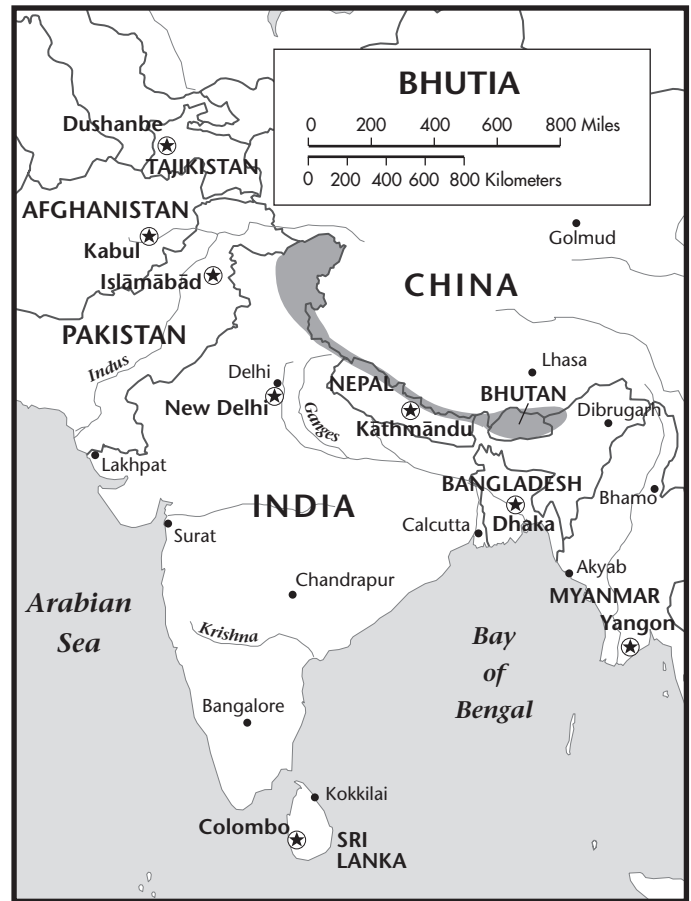 BHUTIA
0 200 400 600 800 Miles
0 200 400 600 800 Kilometers
Dushanbe
TAJIKISTAN
AFGHANISTAN
Kabul
Islāmābād
Golmud
CHINA
PAKISTAN
Indus
Delhi
New Delhi
NEPAL
Ganges
Kāthmāndu
Lhasa
BHUTAN
Dibrugarh
Lakhpat
BANGLADESH
Bhamo
INDIA
Surat
Calcutta
Dhaka
Chandrapur
Akyab
MYANMAR
Yangon
Arabian
Sea
Krishna
Bay
of
Bengal
Bangalore
Kokkilai
Colombo
SRI
LANKA